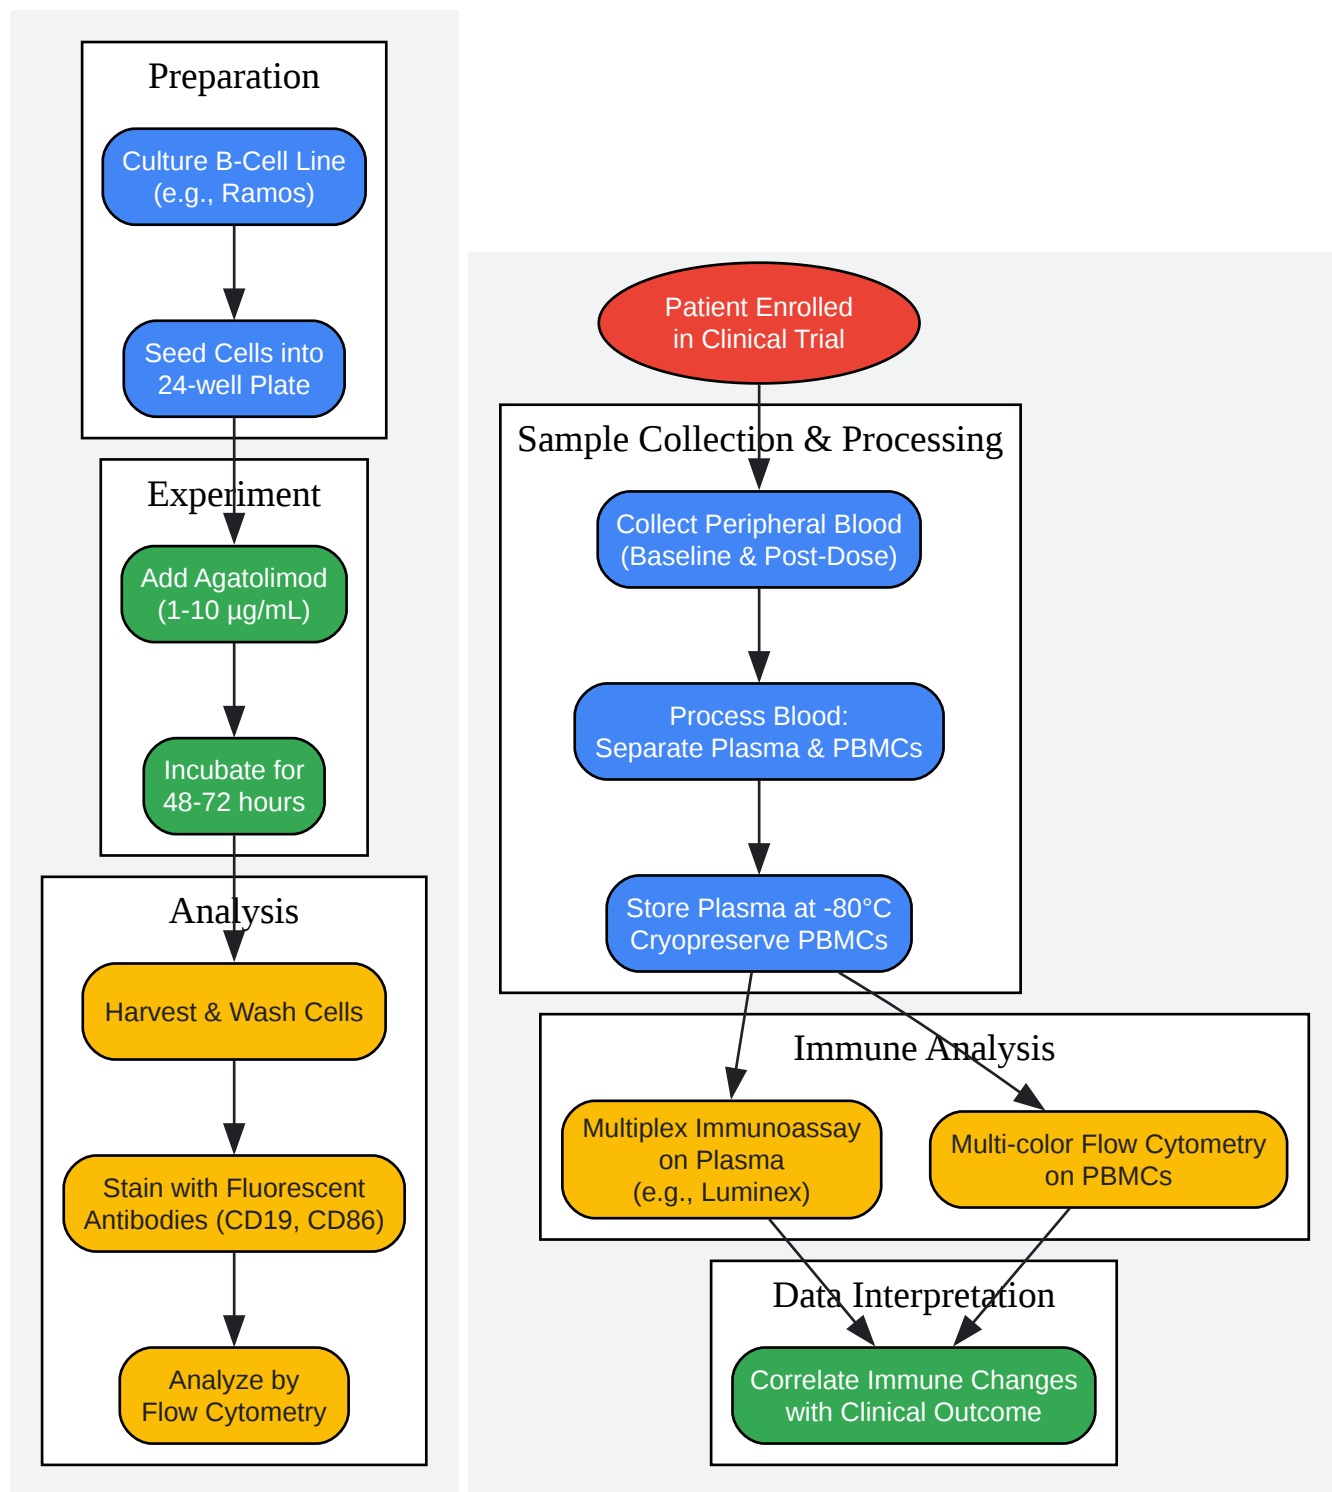 Preparation
Culture B-Cell Line
(e.g., Ramos)
Seed Cells into
24-well Plate
Experiment
Add Agatolimod
(1-10 µg/mL)
Incubate for
48-72 hours
Analysis
Harvest & Wash Cells
Stain with Fluorescent
Antibodies (CD19, CD86)
Analyze by
Flow Cytometry
Patient Enrolled
in Clinical Trial
Sample Collection & Processing
Collect Peripheral Blood
(Baseline & Post-Dose)
Process Blood:
Separate Plasma & PBMCs
Store Plasma at -80°C
Cryopreserve PBMCs
Immune Analysis
Multiplex Immunoassay
on Plasma
(e.g., Luminex)
Multi-color Flow Cytometry
on PBMCs
Data Interpretation
Correlate Immune Changes
with Clinical Outcome